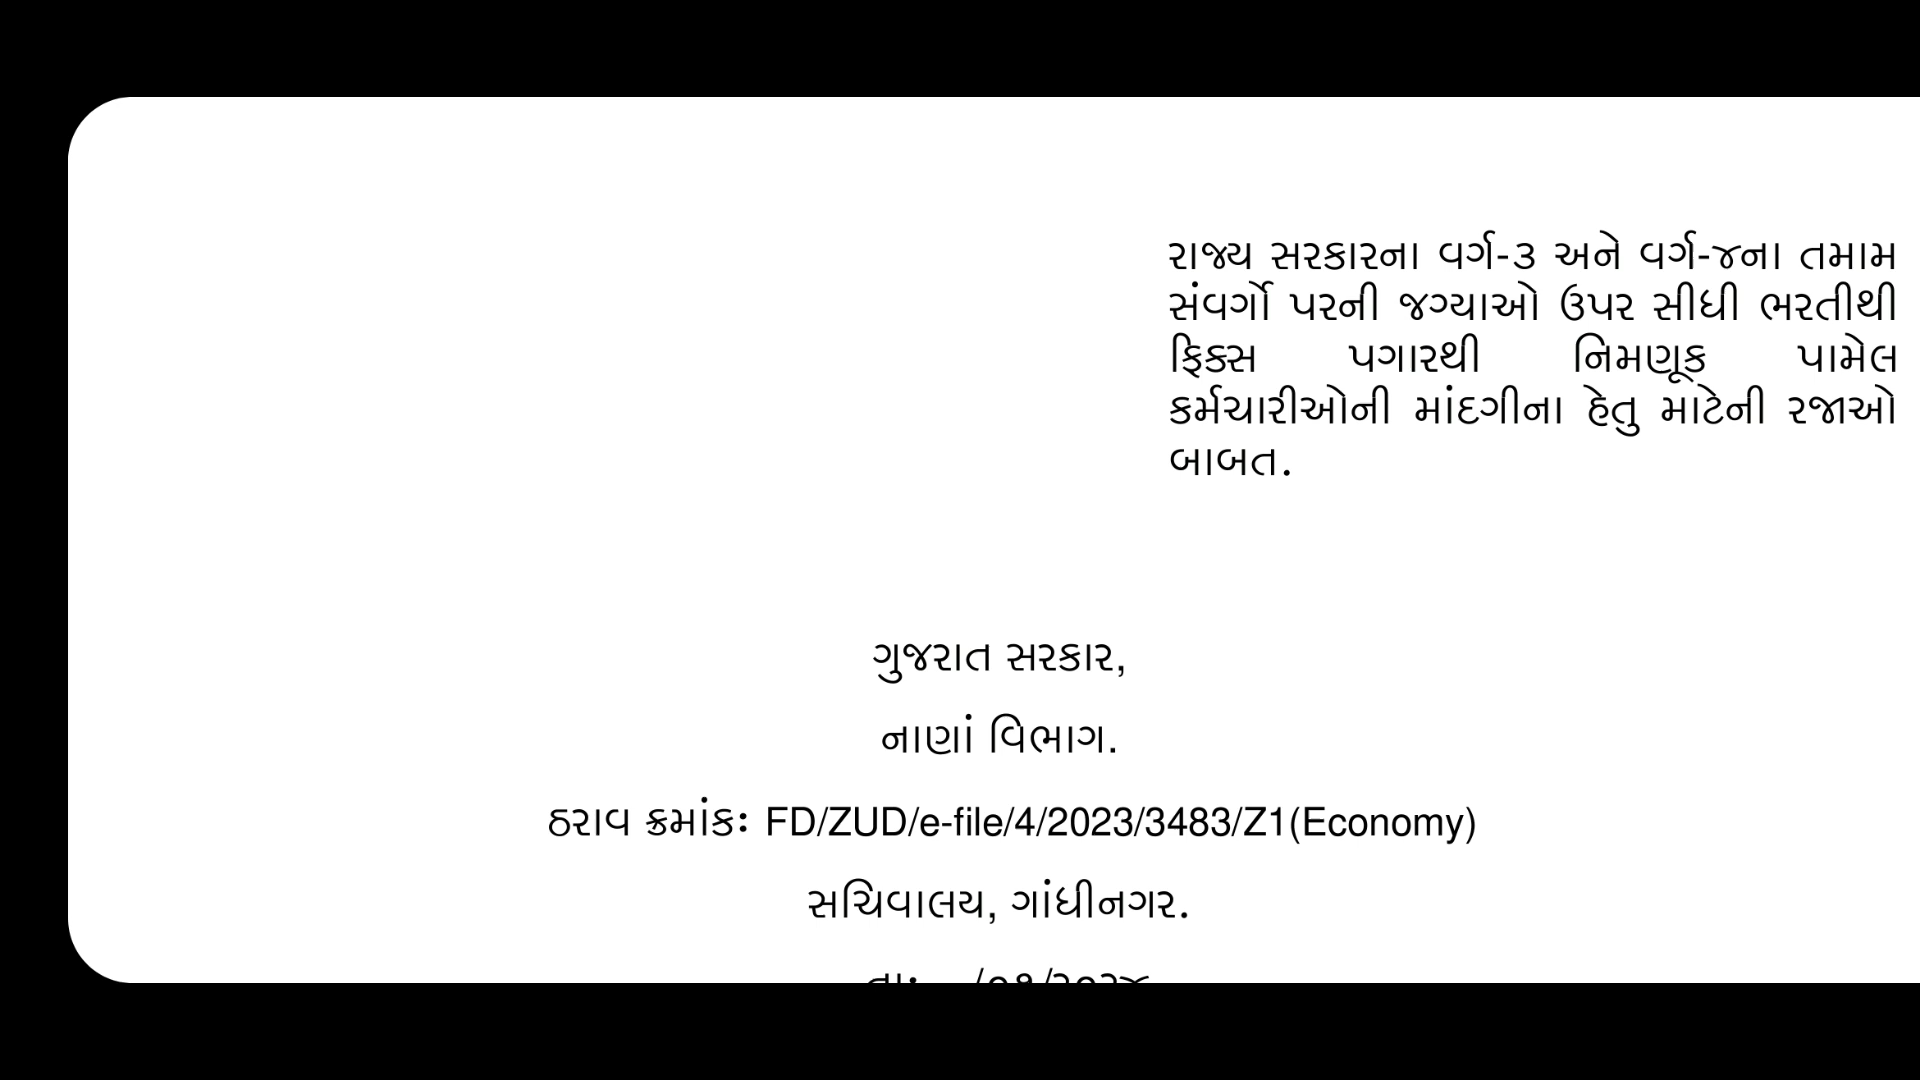 રાજ્ય સરકારના વર્ગ-૩ અને વર્ગ-૪ના તમામ
સંવર્ગો પરની જગ્યાઓ ઉપર સીધી ભરતીથી
ફિક્સ પગારથી નિમણૂક પામેલ
કર્મચારીઓની માંદગીના હેતુ માટેની રજાઓ
બાબત.
ગુજરાત સરકાર,
નાણાં વિભાગ.
ઠરાવ ક્રમાંકઃ FD/ZUD/e-file/4/2023/3483/Z1(Economy)
સચિવાલય, ગાંધીનગર.